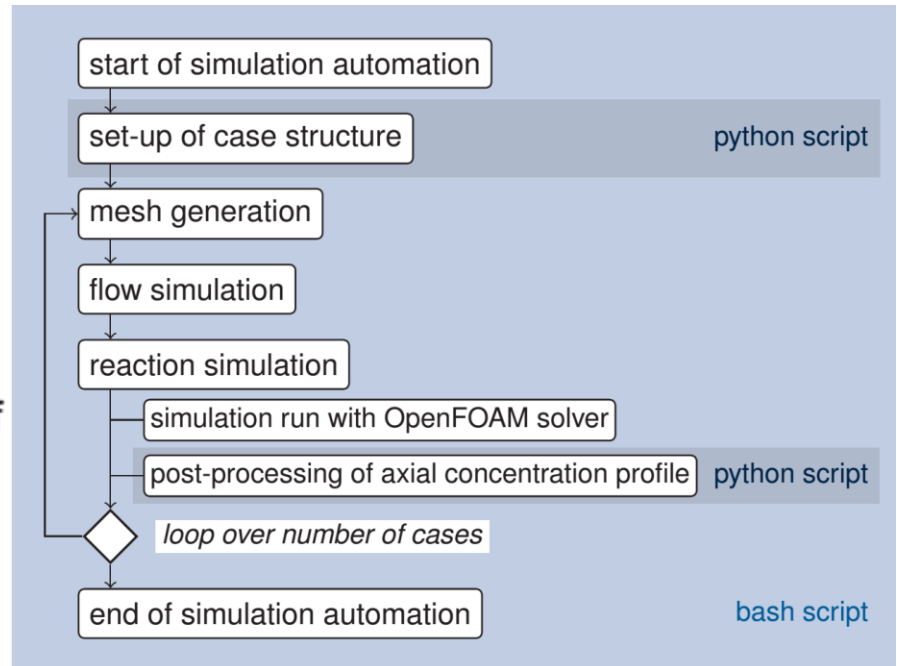 start of simulation automation
set-up of case structure
python script
mesh generation
flow simulation
reaction simulation
simulation run with OpenFOAM solver
post-processing of axial concentration profile
python script
loop over number of cases
end of simulation automation
bash script